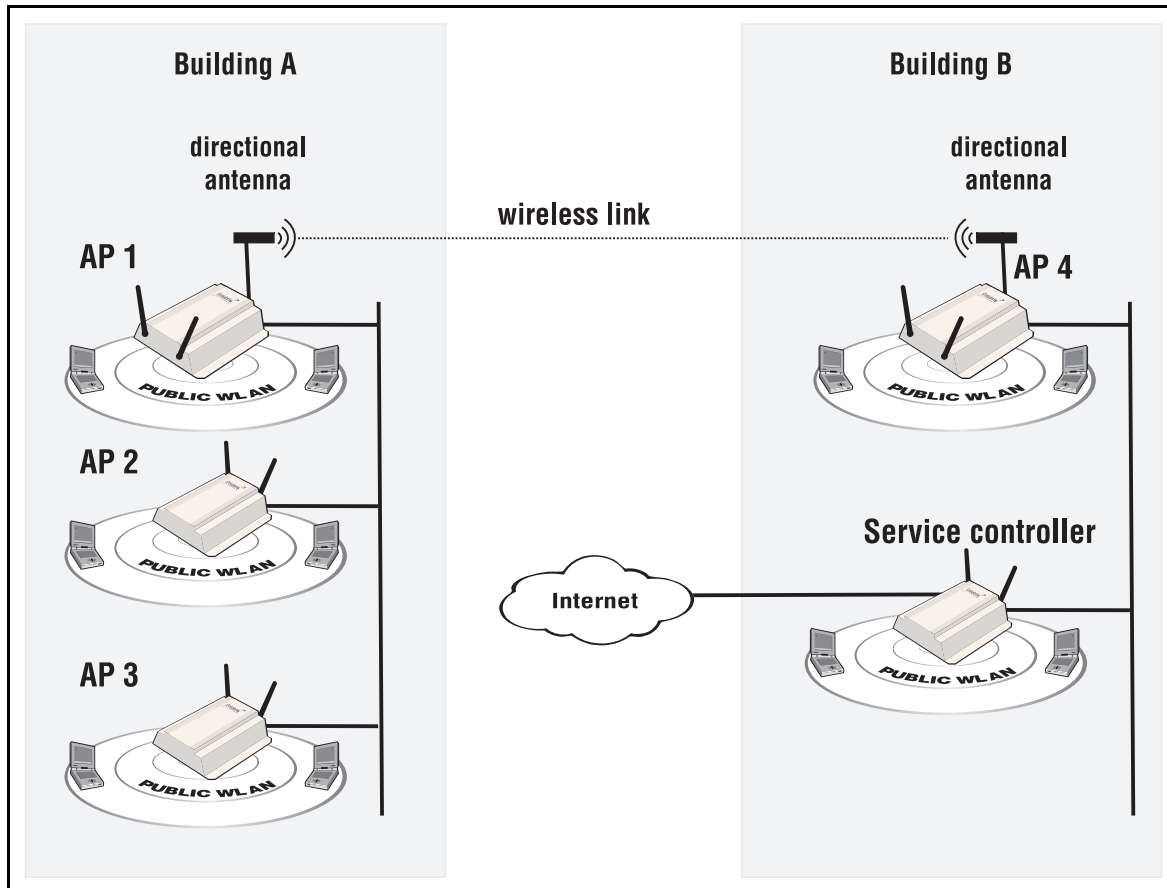 Building A
directional
antenna
AP 1
PUBLIC WLAN
AP 2
PUBLIC WLAN
AP 3
PUBLIC WLAN
wireless link
Internet
Building B
directional
antenna
AP 4
PUBLIC WLAN
Service controller
PUBLIC WLAN